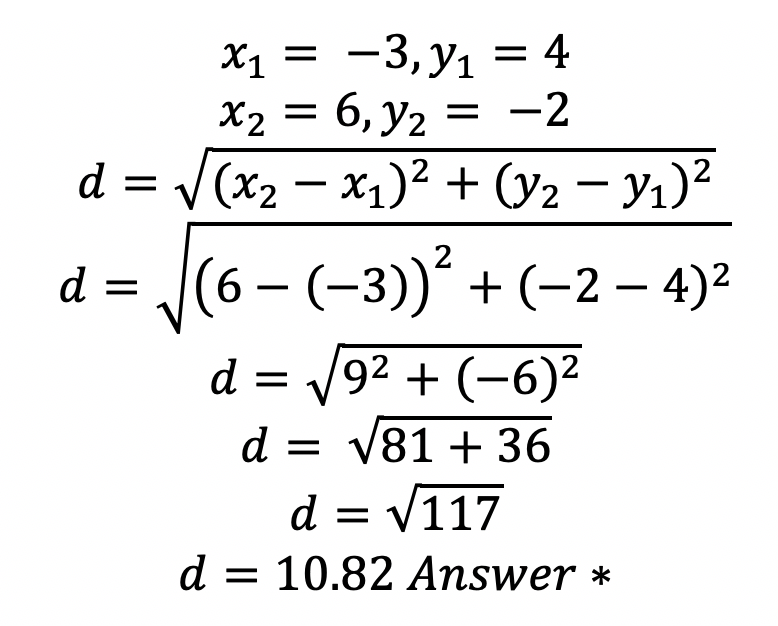 x₁ = −3, y₁ = 4
x₂ = 6, y₂ = −2
d = √((x₂ − x₁)² + (y₂ − y₁)²)
d = √((6 − (−3))² + (−2 − 4)²)
d = √(9² + (−6)²)
d = √(81 + 36)
d = √117
d = 10.82 Answer *